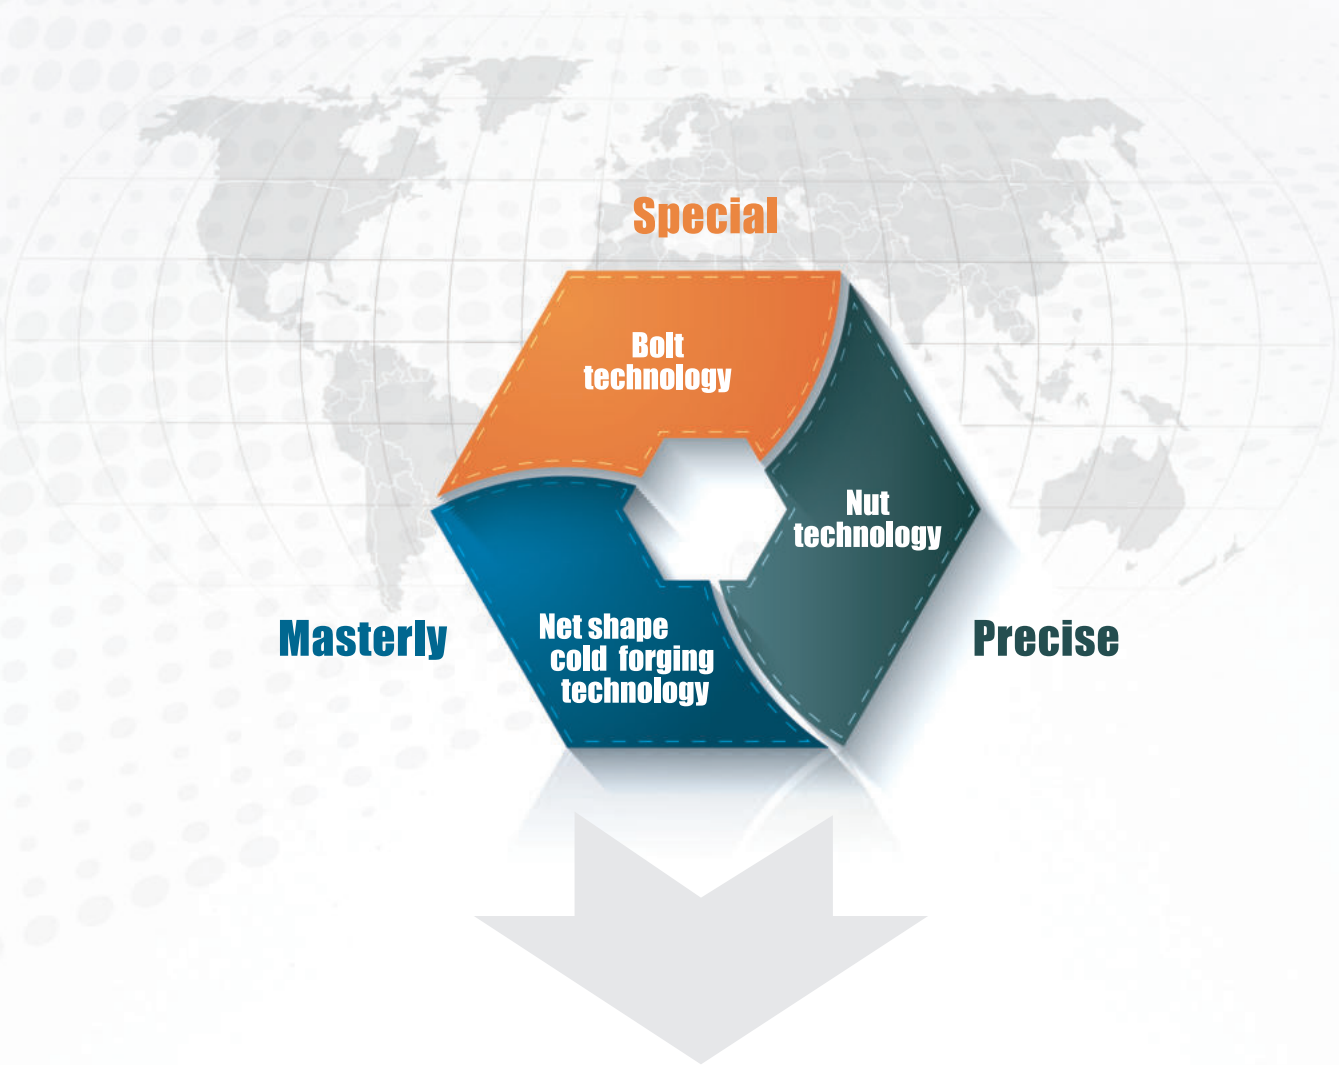 Special
Bolt
technology
Nut
technology
Masterly
Net shape
cold forging
technology
Precise